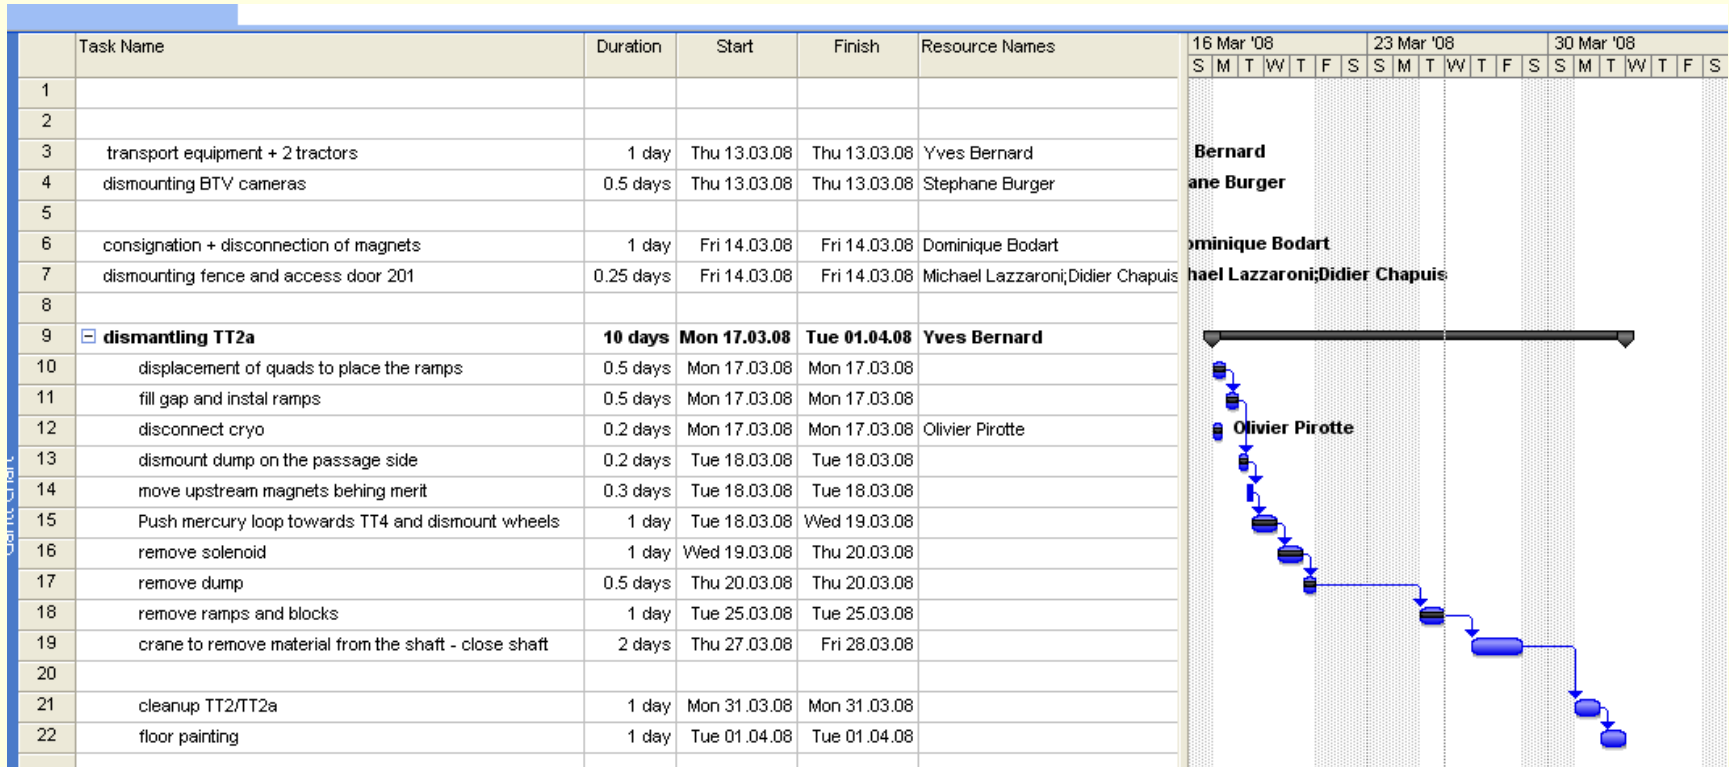 Task Name Duration Start Finish Resource Names 16 Mar '08 23 Mar '08 30 Mar '08
S M T W T F S S M T W T F S S M T W T F S
1
2
3 transport equipment + 2 tractors 1 day Thu 13.03.08 Thu 13.03.08 Yves Bernard Bernard
4 dismounting BTV cameras 0.5 days Thu 13.03.08 Thu 13.03.08 Stephane Burger ane Burger
5
6 consignation + disconnection of magnets 1 day Fri 14.03.08 Fri 14.03.08 Dominique Bodart ominique Bodart
7 dismounting fence and access door 201 0.25 days Fri 14.03.08 Fri 14.03.08 Michael Lazzaroni;Didier Chapuis hael Lazzaroni;Didier Chapuis
8
9 dismantling TT2a 10 days Mon 17.03.08 Tue 01.04.08 Yves Bernard
10 displacement of quads to place the ramps 0.5 days Mon 17.03.08 Mon 17.03.08
11 fill gap and instal ramps 0.5 days Mon 17.03.08 Mon 17.03.08
12 disconnect cryo 0.2 days Mon 17.03.08 Mon 17.03.08 Olivier Pirotte Olivier Pirotte
13 dismount dump on the passage side 0.2 days Tue 18.03.08 Tue 18.03.08
14 move upstream magnets behing merit 0.3 days Tue 18.03.08 Tue 18.03.08
15 Push mercury loop towards TT4 and dismount wheels 1 day Tue 18.03.08 Wed 19.03.08
16 remove solenoid 1 day Wed 19.03.08 Thu 20.03.08
17 remove dump 0.5 days Thu 20.03.08 Thu 20.03.08
18 remove ramps and blocks 1 day Tue 25.03.08 Tue 25.03.08
19 crane to remove material from the shaft - close shaft 2 days Thu 27.03.08 Fri 28.03.08
20
21 cleanup TT2/TT2a 1 day Mon 31.03.08 Mon 31.03.08
22 floor painting 1 day Tue 01.04.08 Tue 01.04.08
Gantt Chart